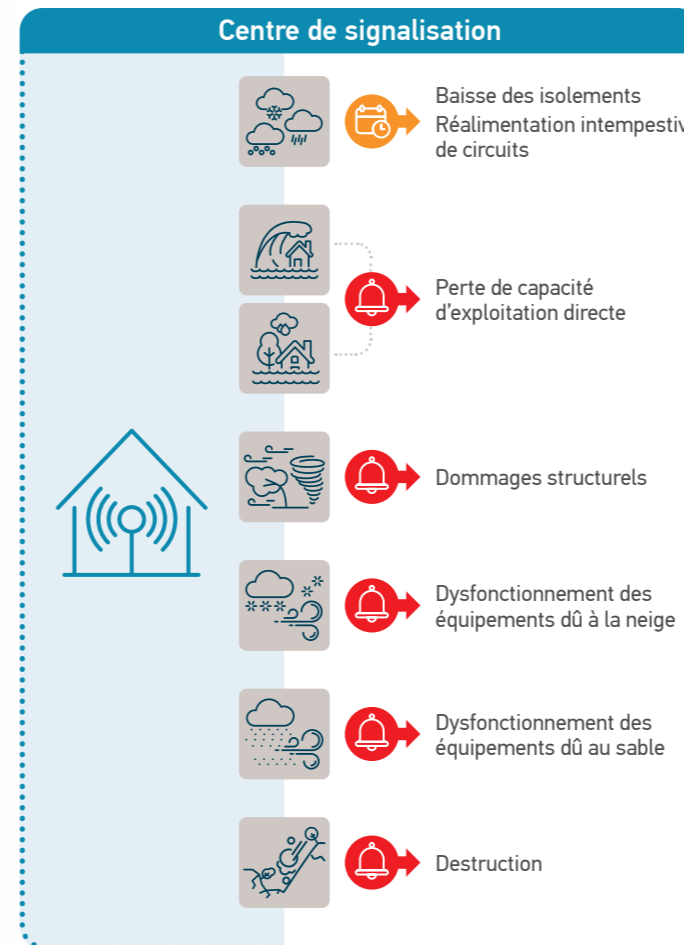 Centre de signalisation
Baisse des isolements
Réalimentation intempestiv
de circuits
Perte de capacité
d'exploitation directe
Dommages structurels
Dysfonctionnement des
équipements dû à la neige
Dysfonctionnement des
équipements dû au sable
Destruction